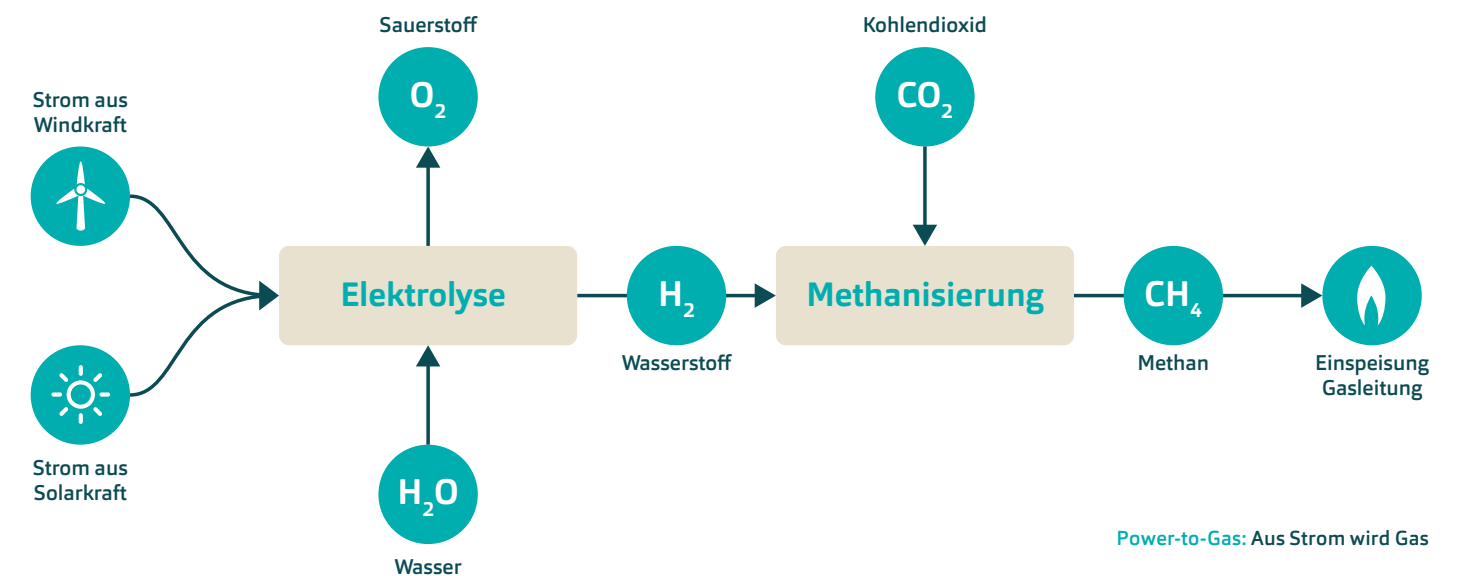 Sauerstoff
O₂
Kohlendioxid
CO₂
Strom aus
Windkraft
Elektrolyse
H₂
Wasserstoff
Methanisierung
CH₄
Methan
Einspeisung
Gasleitung
Strom aus
Solarkraft
H₂O
Wasser
Power-to-Gas: Aus Strom wird Gas